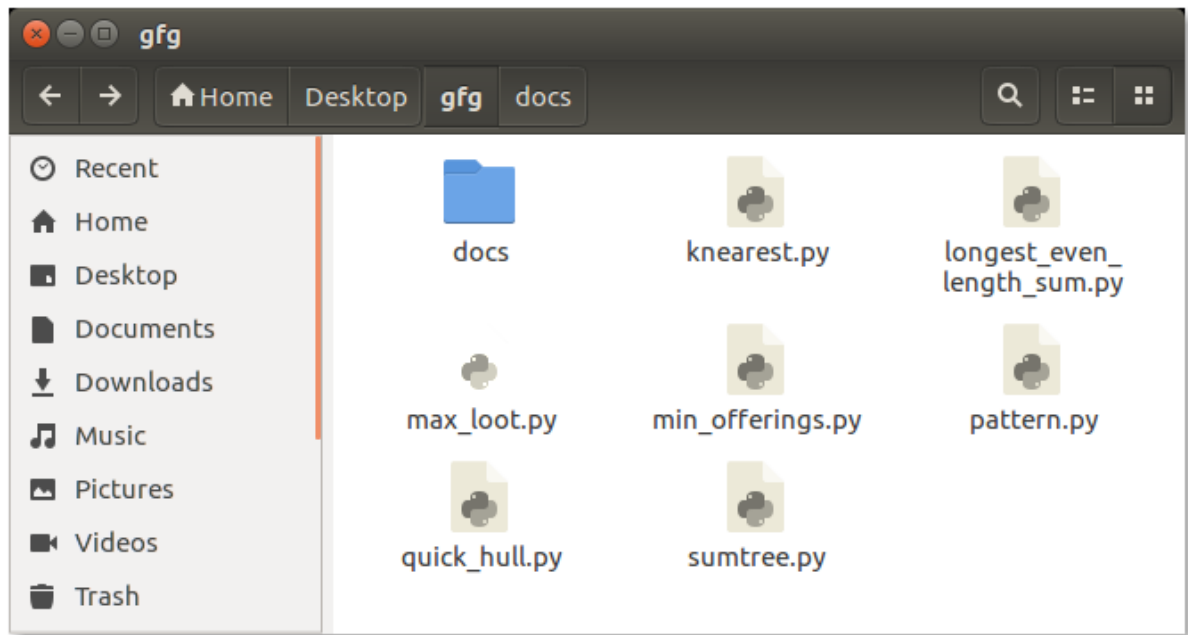 gfg
Home Desktop gfg docs
Recent
Home
Desktop
Documents
Downloads
Music
Pictures
Videos
Trash
docs
knearest.py
longest_even_
length_sum.py
max_loot.py
min_offerings.py
pattern.py
quick_hull.py
sumtree.py